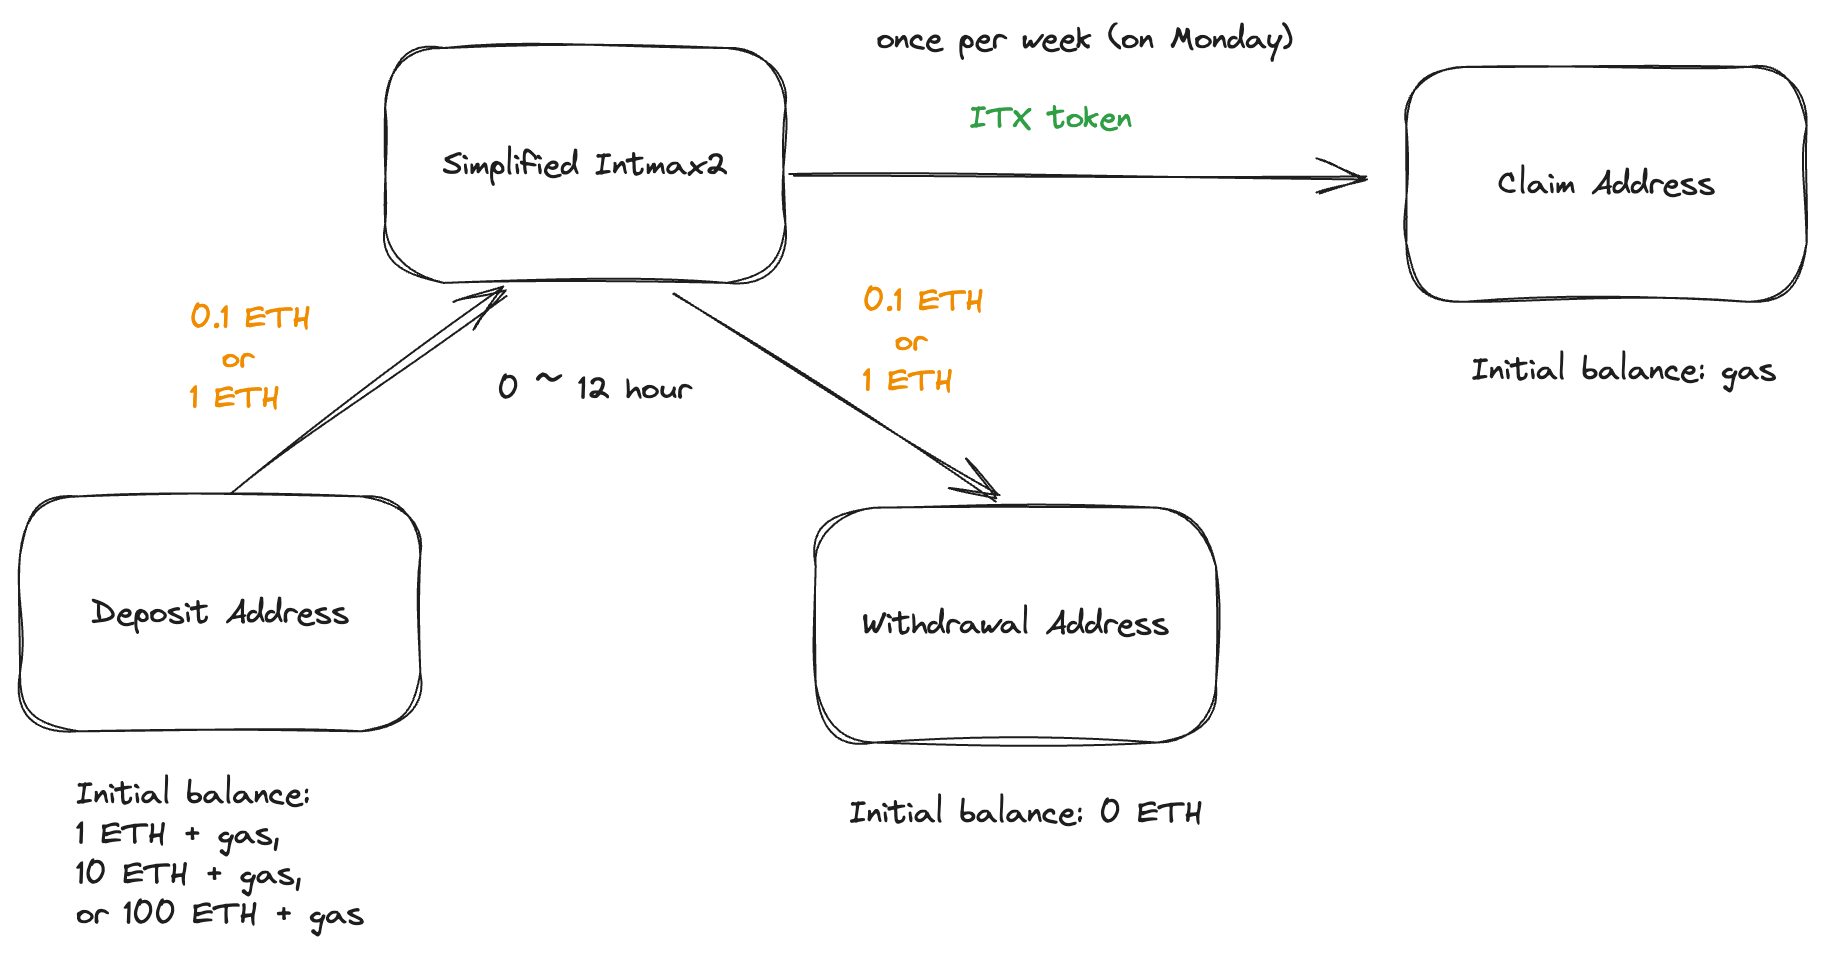 once per week (on Monday)
ITX token
Simplified Intmax2
Claim Address
0.1 ETH
or
1 ETH
0 ~ 12 hour
0.1 ETH
or
1 ETH
Initial balance: gas
Deposit Address
Withdrawal Address
Initial balance:
1 ETH + gas,
10 ETH + gas,
or 100 ETH + gas
Initial balance: 0 ETH